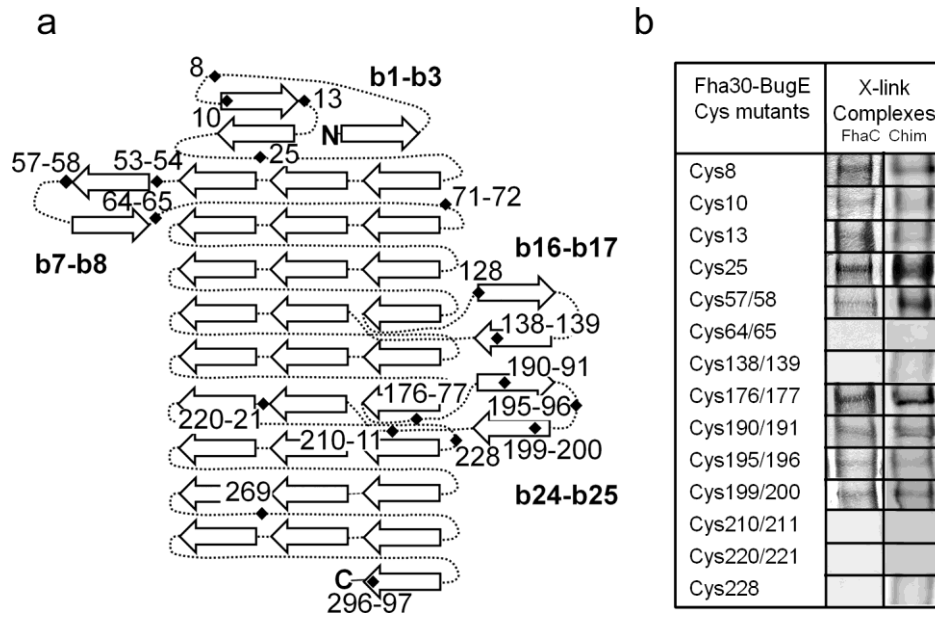 a
b
8
b1-b3
10
13
N
25
57-58
53-54
64-65
71-72
b7-b8
b16-b17
128
138-139
190-91
176-77
195-96
220-21
210-11
199-200
228
b24-b25
269
C
296-97
Fha30-BugE
Cys mutants
X-link
Complexes
FhaC Chim
Cys8
Cys10
Cys13
Cys25
Cys57/58
Cys64/65
Cys138/139
Cys176/177
Cys190/191
Cys195/196
Cys199/200
Cys210/211
Cys220/221
Cys228